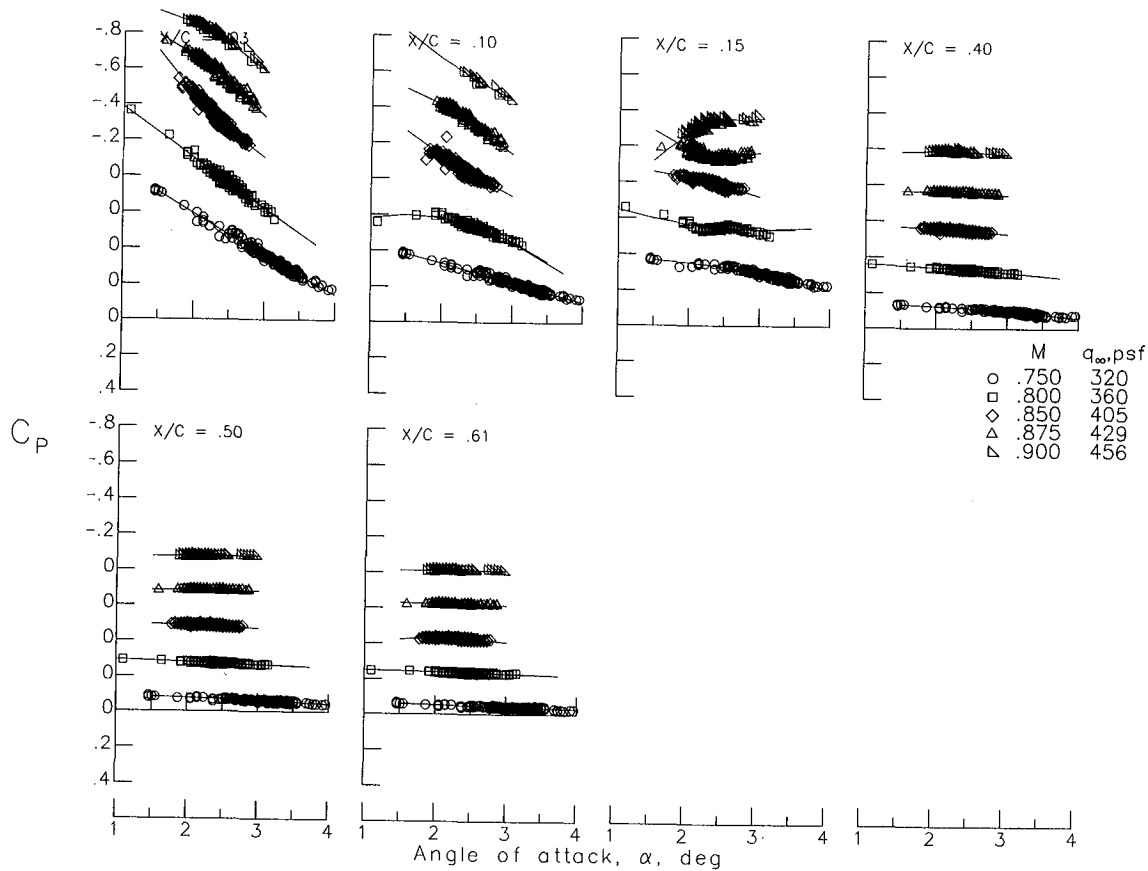 X/C = .03
X/C = .10
X/C = .15
X/C = .40
-.8
-.6
-.4
-.2
0
0
0
0
0
.2
.4
M q∞,psf
.750 320
.800 360
.850 405
.875 429
.900 456
CP
X/C = .50
X/C = .61
-.8
-.6
-.4
-.2
0
0
0
0
0
.2
.4
1 2 3 4
1 2 3 4
1 2 3 4
1 2 3 4
Angle of attack, α, deg